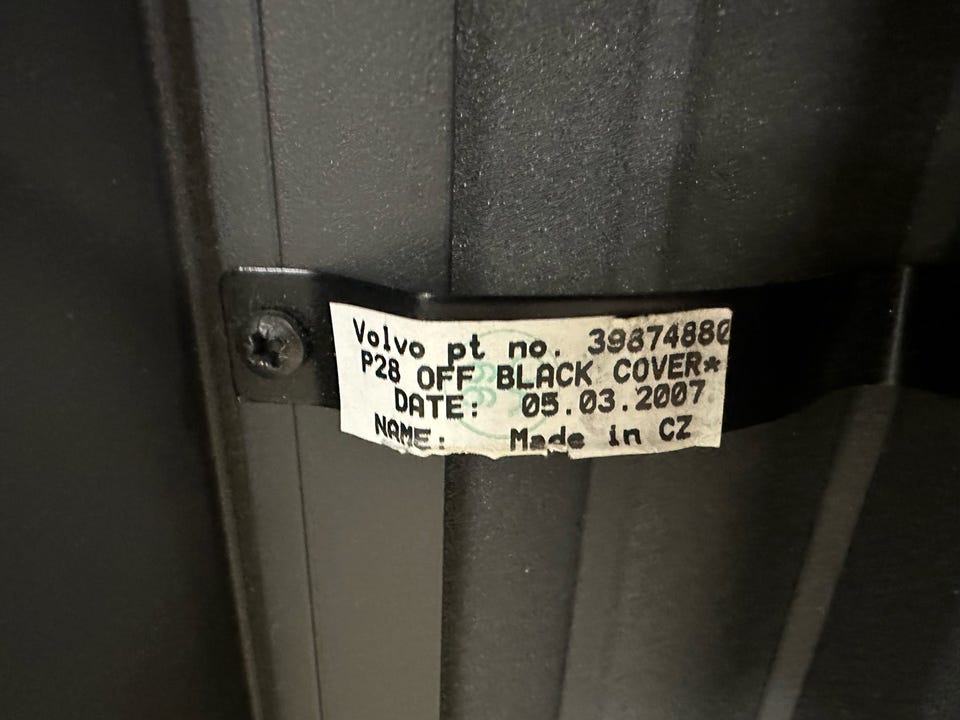 Volvo pt no. 39874880
P28 OFF BLACK COVER*
DATE: 05.03.2007
NAME: Made in CZ